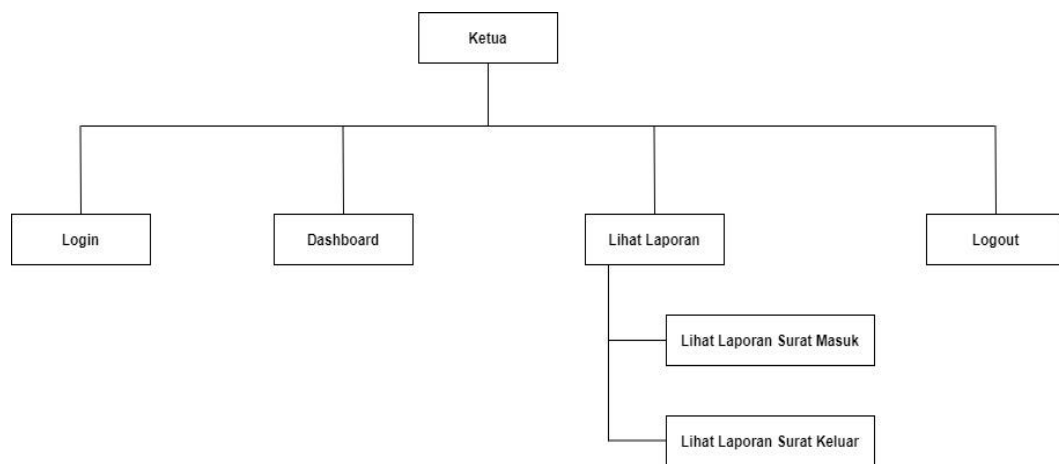 Ketua
Login
Dashboard
Lihat Laporan
Logout
Lihat Laporan Surat Masuk
Lihat Laporan Surat Keluar